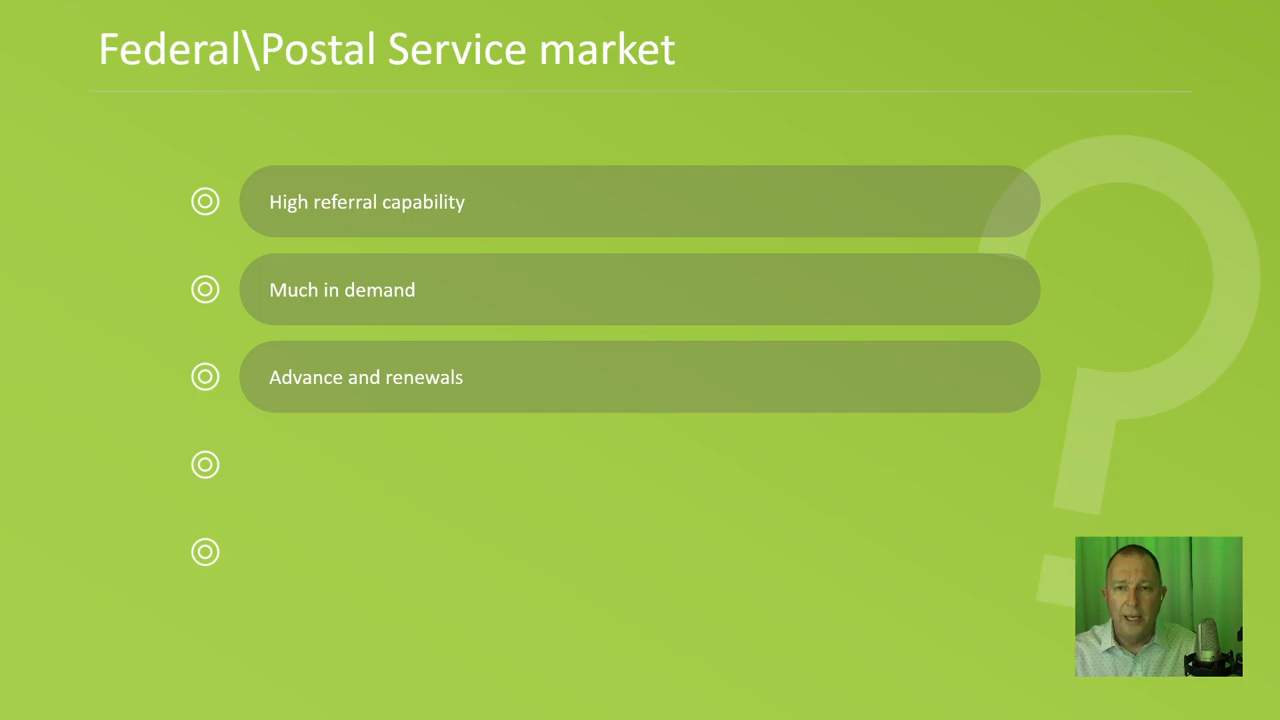 Federal\Postal Service market
High referral capability
Much in demand
Advance and renewals